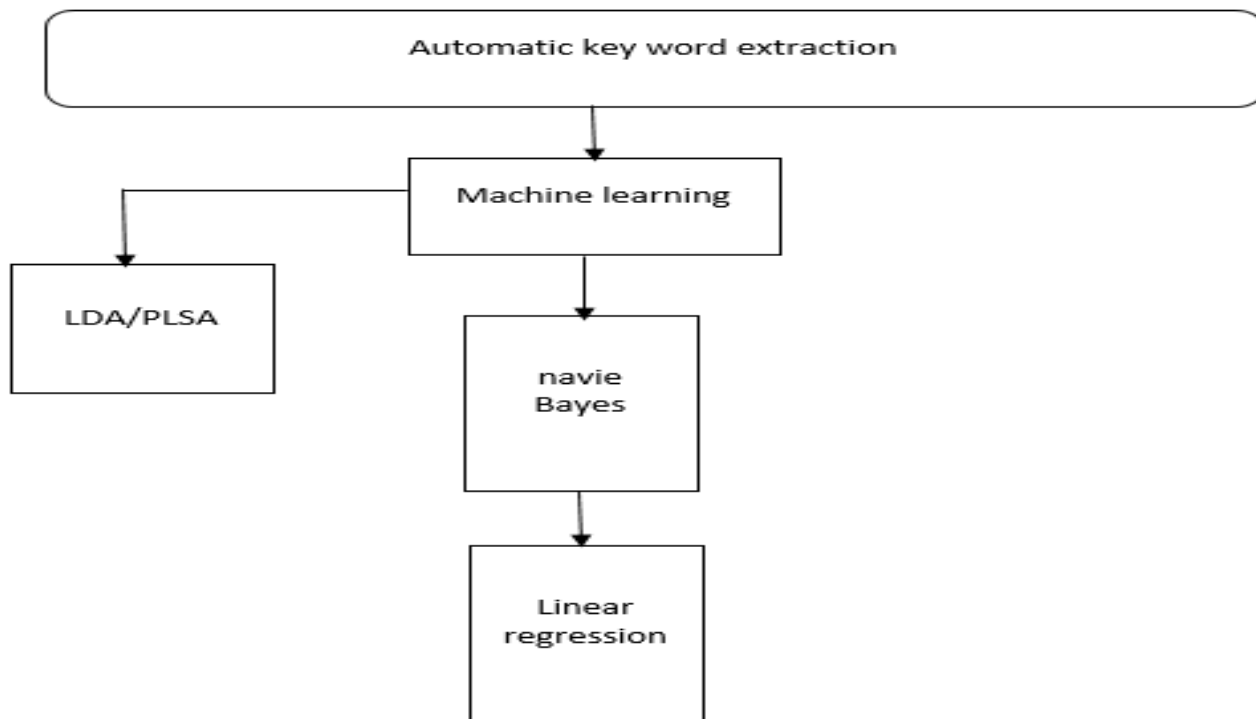 Automatic key word extraction
Machine learning
LDA/PLSA
navie
Bayes
Linear
regression